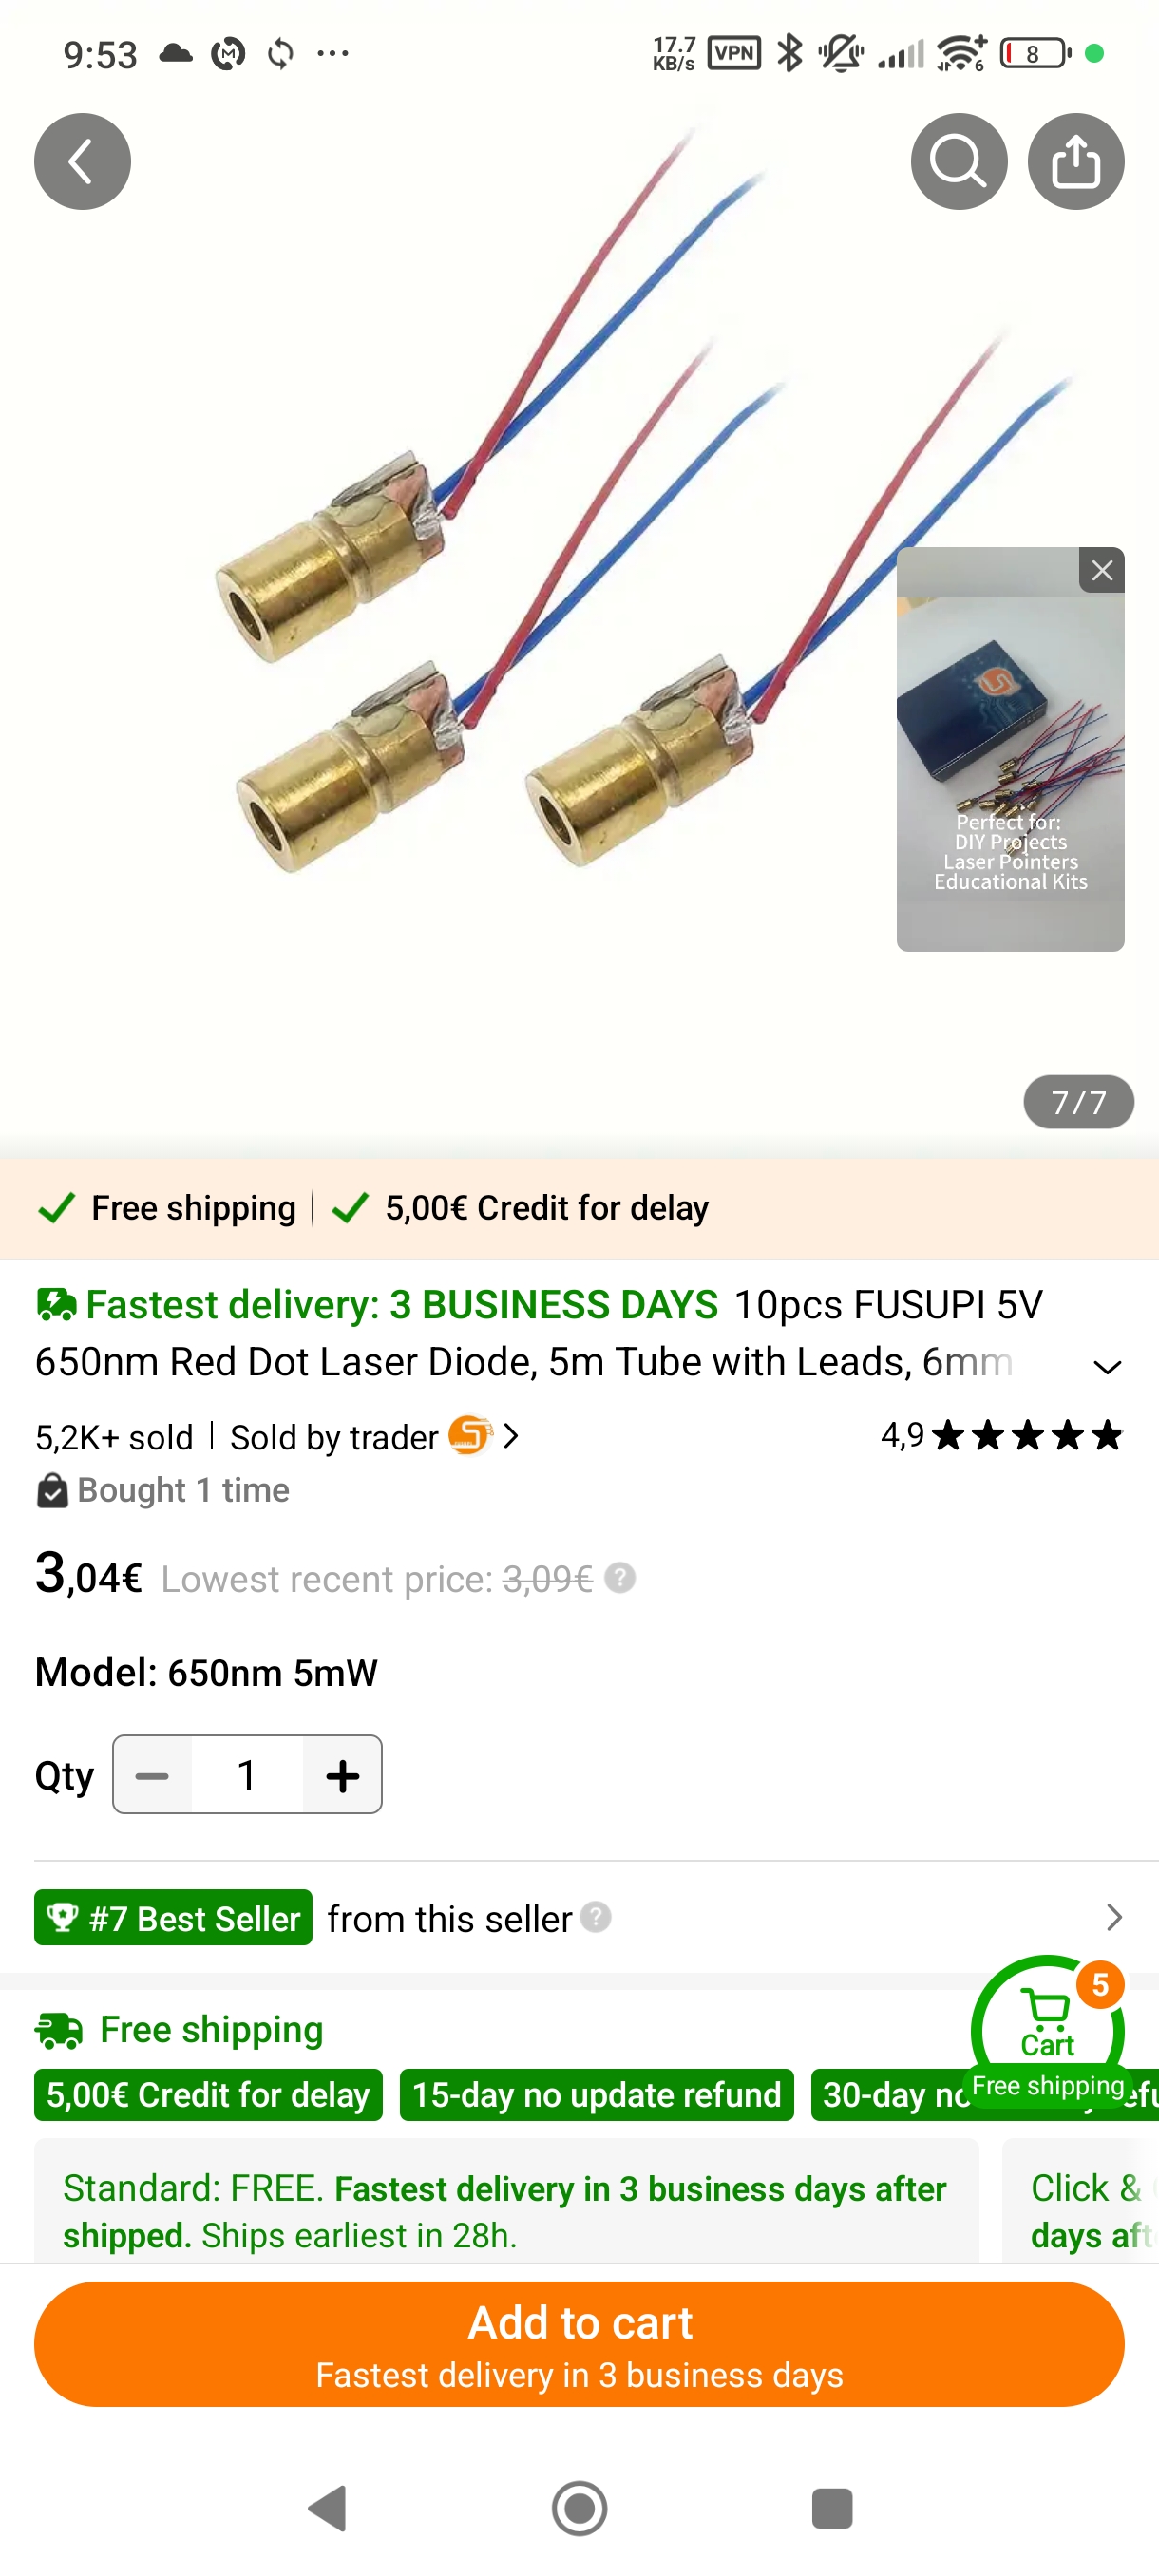 9:53
17.7
KB/s
VPN
6
8
Perfect for:
DIY Projects
Laser Pointers
Educational Kits
7/7
Free shipping
5,00€ Credit for delay
Fastest delivery: 3 BUSINESS DAYS 10pcs FUSUPI 5V
650nm Red Dot Laser Diode, 5m Tube with Leads, 6mm
5,2K+ sold
Sold by trader
4,9
Bought 1 time
3,04€ Lowest recent price: 3,09€ ?
Model: 650nm 5mW
Qty
1
#7 Best Seller from this seller ?
5
Cart
Free shipping
Free shipping
5,00€ Credit for delay
15-day no update refund
30-day no
Standard: FREE. Fastest delivery in 3 business days after
shipped. Ships earliest in 28h.
Click &
days aft
Add to cart
Fastest delivery in 3 business days